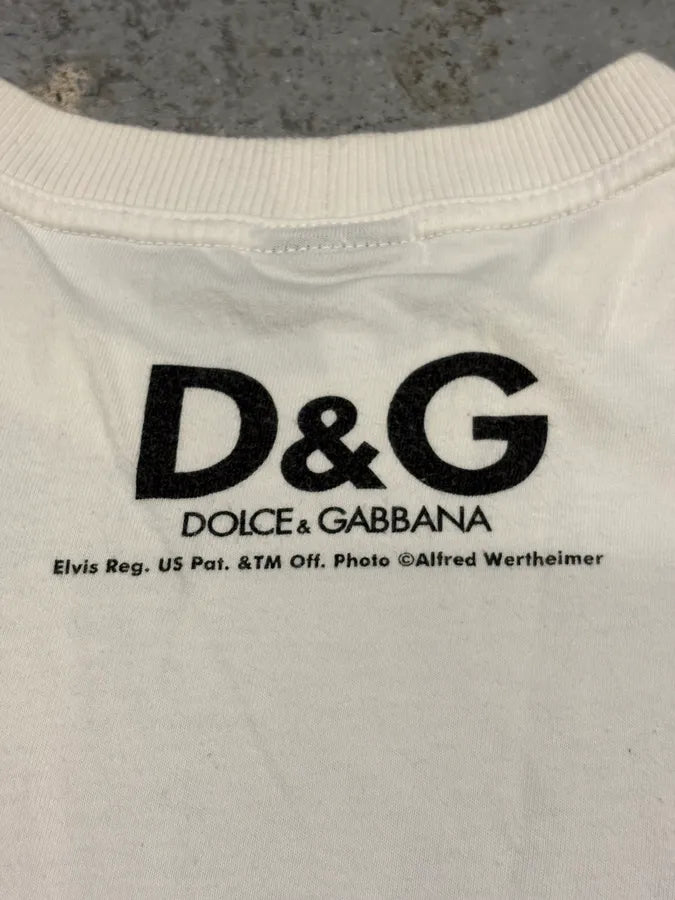 D&G
DOLCE & GABBANA
Elvis Reg. US Pat. &TM Off. Photo ©Alfred Wertheimer